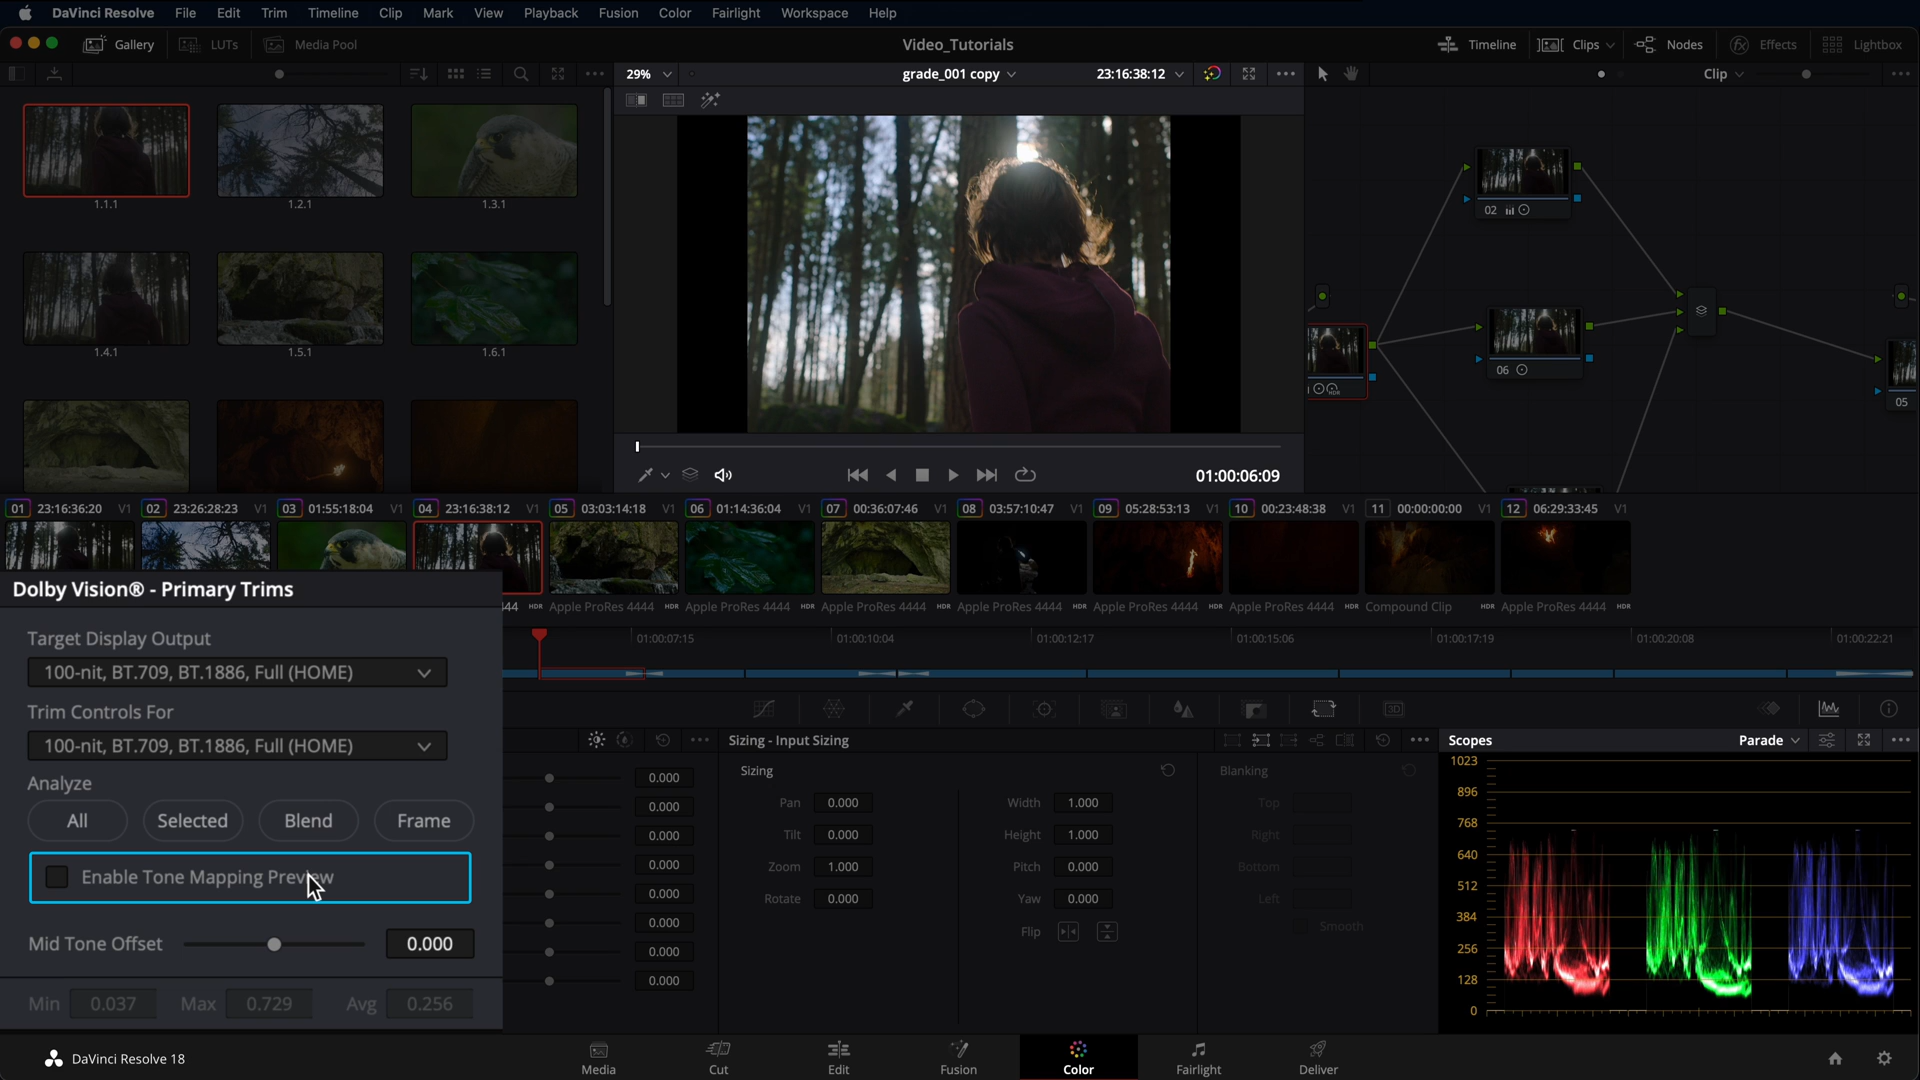 DaVinci Resolve File Edit Trim Timeline Clip Mark View Playback Fusion Color Fairlight Workspace Help
Gallery LUTs Media Pool Video_Tutorials Timeline Clips Nodes Effects Lightbox
29% grade_001 copy 23:16:38:12 Clip
1.1.1 1.2.1 1.3.1
1.4.1 1.5.1 1.6.1
02
06
05
01:00:06:09
01 23:16:36:20 V1 02 23:26:28:23 V1 03 01:55:18:04 V1 04 23:16:38:12 V1 05 03:03:14:18 V1 06 01:14:36:04 V1 07 00:36:07:46 V1 08 03:57:10:47 V1 09 05:28:53:13 V1 10 00:23:48:38 V1 11 00:00:00:00 V1 12 06:29:33:45 V1
444 HDR Apple ProRes 4444 HDR Apple ProRes 4444 HDR Apple ProRes 4444 HDR Apple ProRes 4444 HDR Apple ProRes 4444 HDR Apple ProRes 4444 HDR Compound Clip HDR Apple ProRes 4444 HDR
01:00:07:15 01:00:10:04 01:00:12:17 01:00:15:06 01:00:17:19 01:00:20:08 01:00:22:21
Dolby Vision® - Primary Trims
Target Display Output
100-nit, BT.709, BT.1886, Full (HOME)
Trim Controls For
100-nit, BT.709, BT.1886, Full (HOME)
Analyze
All Selected Blend Frame
Enable Tone Mapping Preview
Mid Tone Offset 0.000
Min 0.037 Max 0.729 Avg 0.256
0.000
0.000
0.000
0.000
0.000
0.000
0.000
0.000
3D
Sizing - Input Sizing
Sizing
Pan 0.000 Width 1.000
Tilt 0.000 Height 1.000
Zoom 1.000 Pitch 0.000
Rotate 0.000 Yaw 0.000
Flip
Blanking
Top
Right
Bottom
Left
Smooth
Scopes Parade
1023
896
768
640
512
384
256
128
0
DaVinci Resolve 18 Media Cut Edit Fusion Color Fairlight Deliver